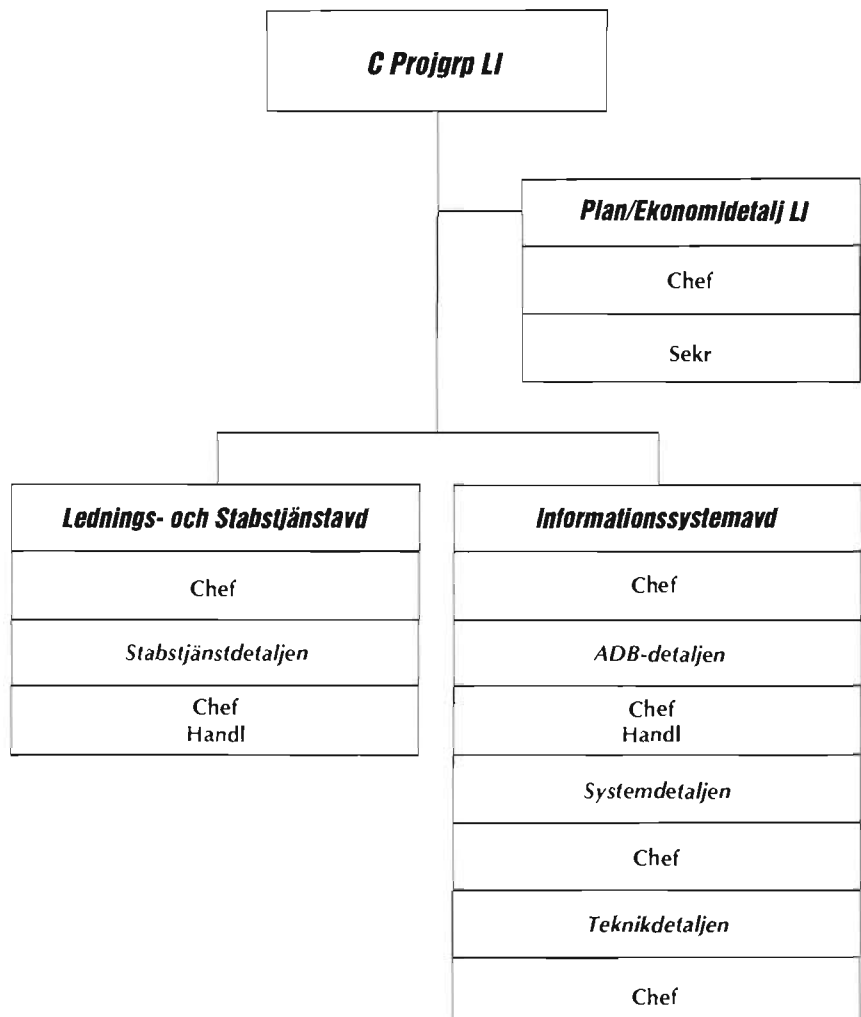 C Projgrp LI
Plan/Ekonomidetalj LI
Chef
Sekr
Lednings- och Stabstjänstavd
Chef
Stabstjänstdetaljen
Chef
Handl
Informationssystemavd
Chef
ADB-detaljen
Chef
Handl
Systemdetaljen
Chef
Teknikdetaljen
Chef